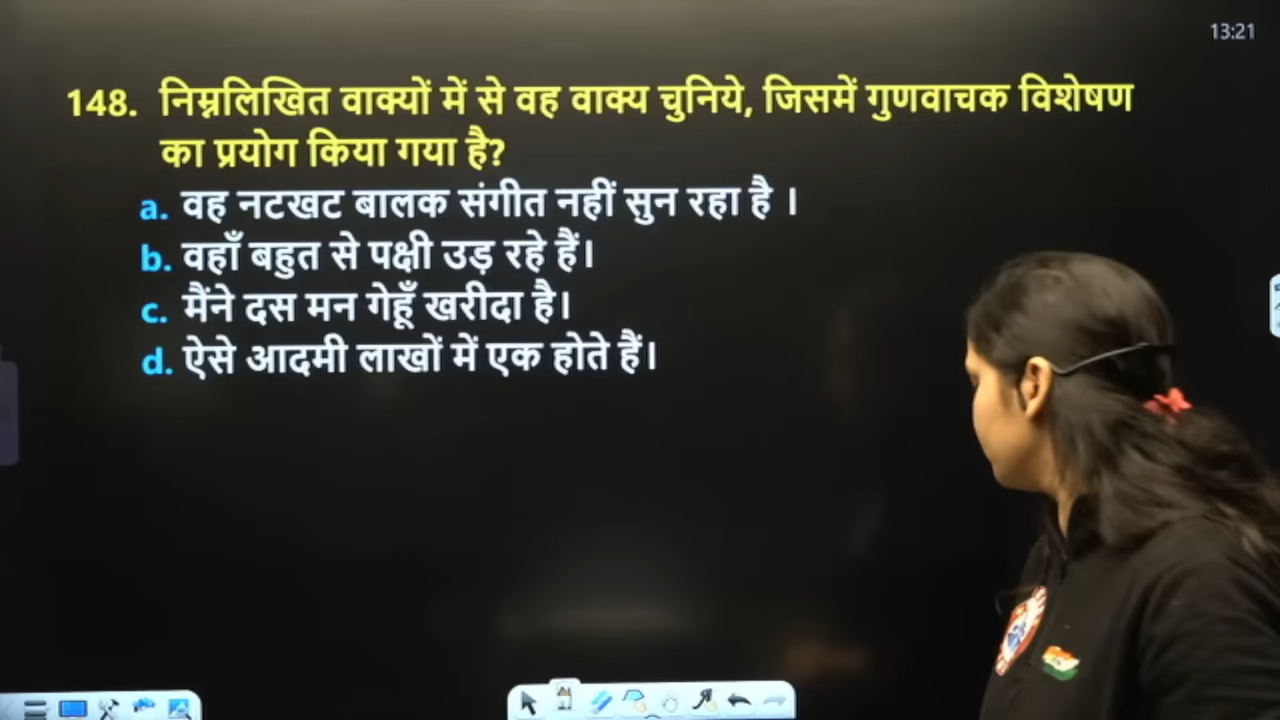 13:21
148. निम्नलिखित वाक्यों में से वह वाक्य चुनिये, जिसमें गुणवाचक विशेषण
का प्रयोग किया गया है?
a. वह नटखट बालक संगीत नहीं सुन रहा है ।
b. वहाँ बहुत से पक्षी उड़ रहे हैं।
c. मैंने दस मन गेहूँ खरीदा है।
d. ऐसे आदमी लाखों में एक होते हैं।